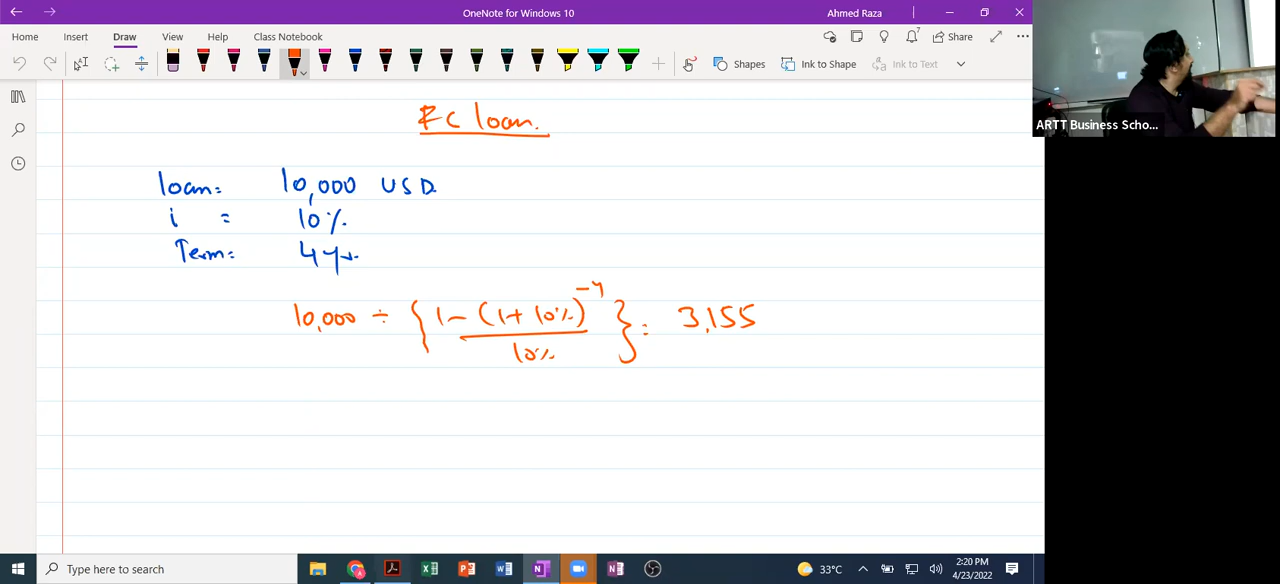 OneNote for Windows 10
Ahmed Raza
Home Insert Draw View Help Class Notebook
Share
Shapes Ink to Shape Ink to Text
ARTT Business Scho...
FC loan.
loan= 10,000 USD.
i = 10%.
Term= 4 yr.
10,000 ÷ { 1 - (1 + 10%)^-4 / 10% } = 3,155
Type here to search
33°C
2:20 PM
4/23/2022